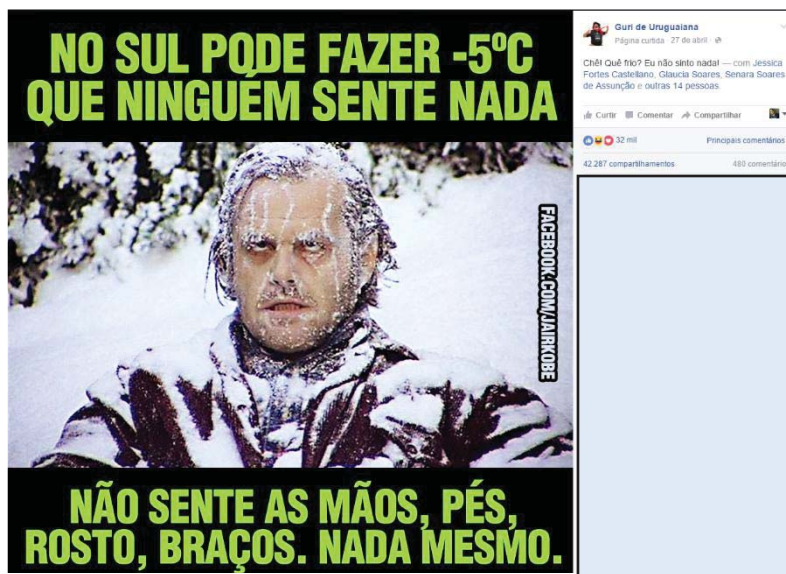 NO SUL PODE FAZER -5ºC
QUE NINGUÉM SENTE NADA
FACEBOOK.COM/JAIRKOBE
NÃO SENTE AS MÃOS, PÉS,
ROSTO, BRAÇOS. NADA MESMO.
Guri de Uruguaiana
Página curtida · 27 de abril ·
Chê! Quê frio? Eu não sinto nada! — com Jessica
Fortes Castellano, Glaucia Soares, Senara Soares
de Assunção e outras 14 pessoas
Curtir Comentar Compartilhar
32 mil Principais comentários
42.287 compartilhamentos 480 comentário